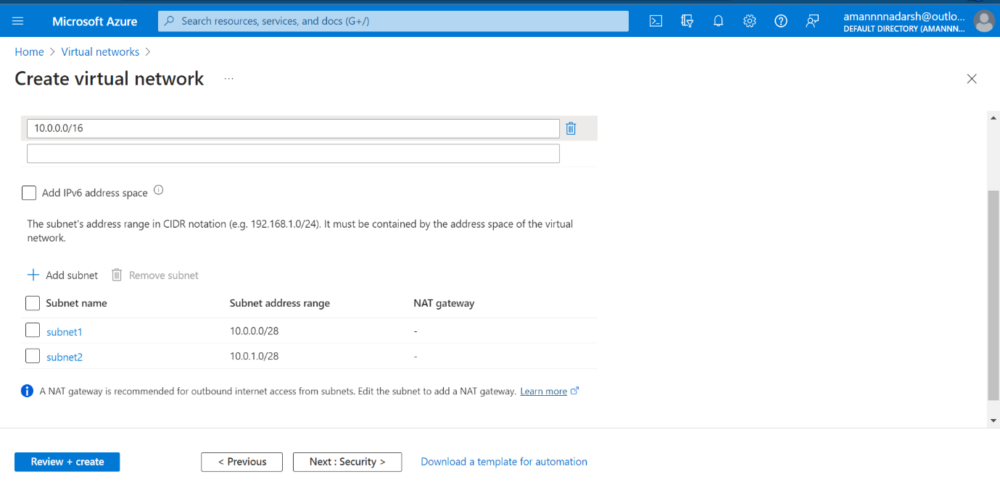 Microsoft Azure
Search resources, services, and docs (G+/)
amannnnadarsh@outlo...
DEFAULT DIRECTORY (AMANNN...
Home > Virtual networks >
Create virtual network ...
10.0.0.0/16
Add IPv6 address space
The subnet's address range in CIDR notation (e.g. 192.168.1.0/24). It must be contained by the address space of the virtual
network.
Add subnet Remove subnet
Subnet name Subnet address range NAT gateway
subnet1 10.0.0.0/28 -
subnet2 10.0.1.0/28 -
A NAT gateway is recommended for outbound internet access from subnets. Edit the subnet to add a NAT gateway. Learn more
Review + create < Previous Next : Security > Download a template for automation